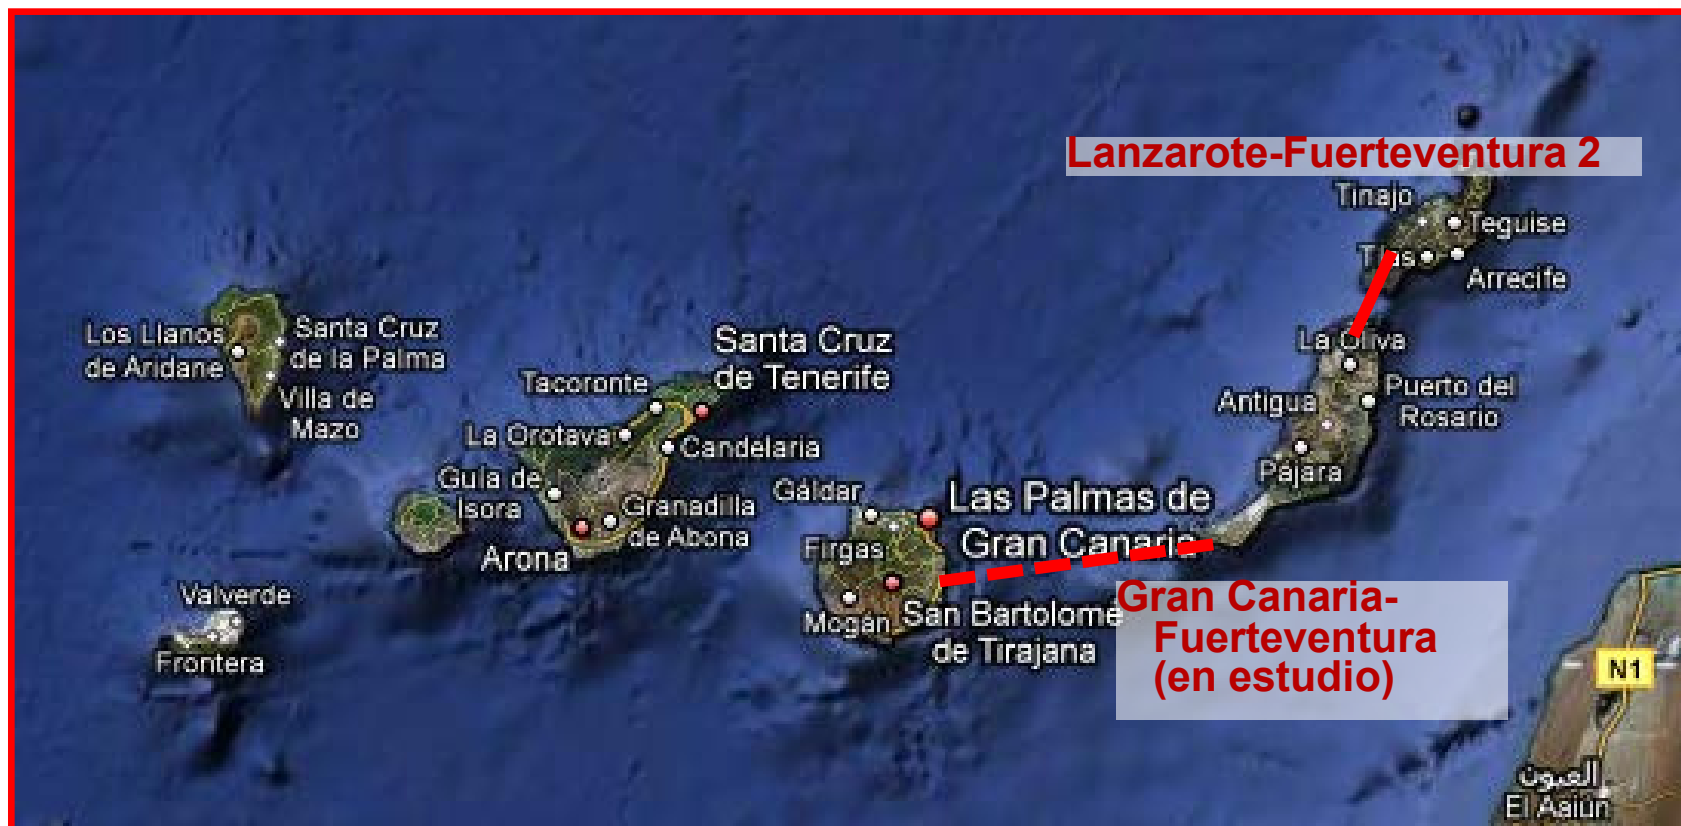 Lanzarote-Fuerteventura 2
Tinajo
Teguise
Tías
Arrecife
La Oliva
Puerto del
Rosario
Antigua
Pájara
Los Llanos
de Aridane
Santa Cruz
de la Palma
Villa de
Mazo
Santa Cruz
de Tenerife
Tacoronte
La Orotava
Candelaria
Guía de
Isora
Granadilla
de Abona
Arona
Gáldar
Las Palmas de
Gran Canaria
Firgas
Mogán
San Bartolomé
de Tirajana
Valverde
Frontera
Gran Canaria-
Fuerteventura
(en estudio)
N1
العيون
El Aaiún